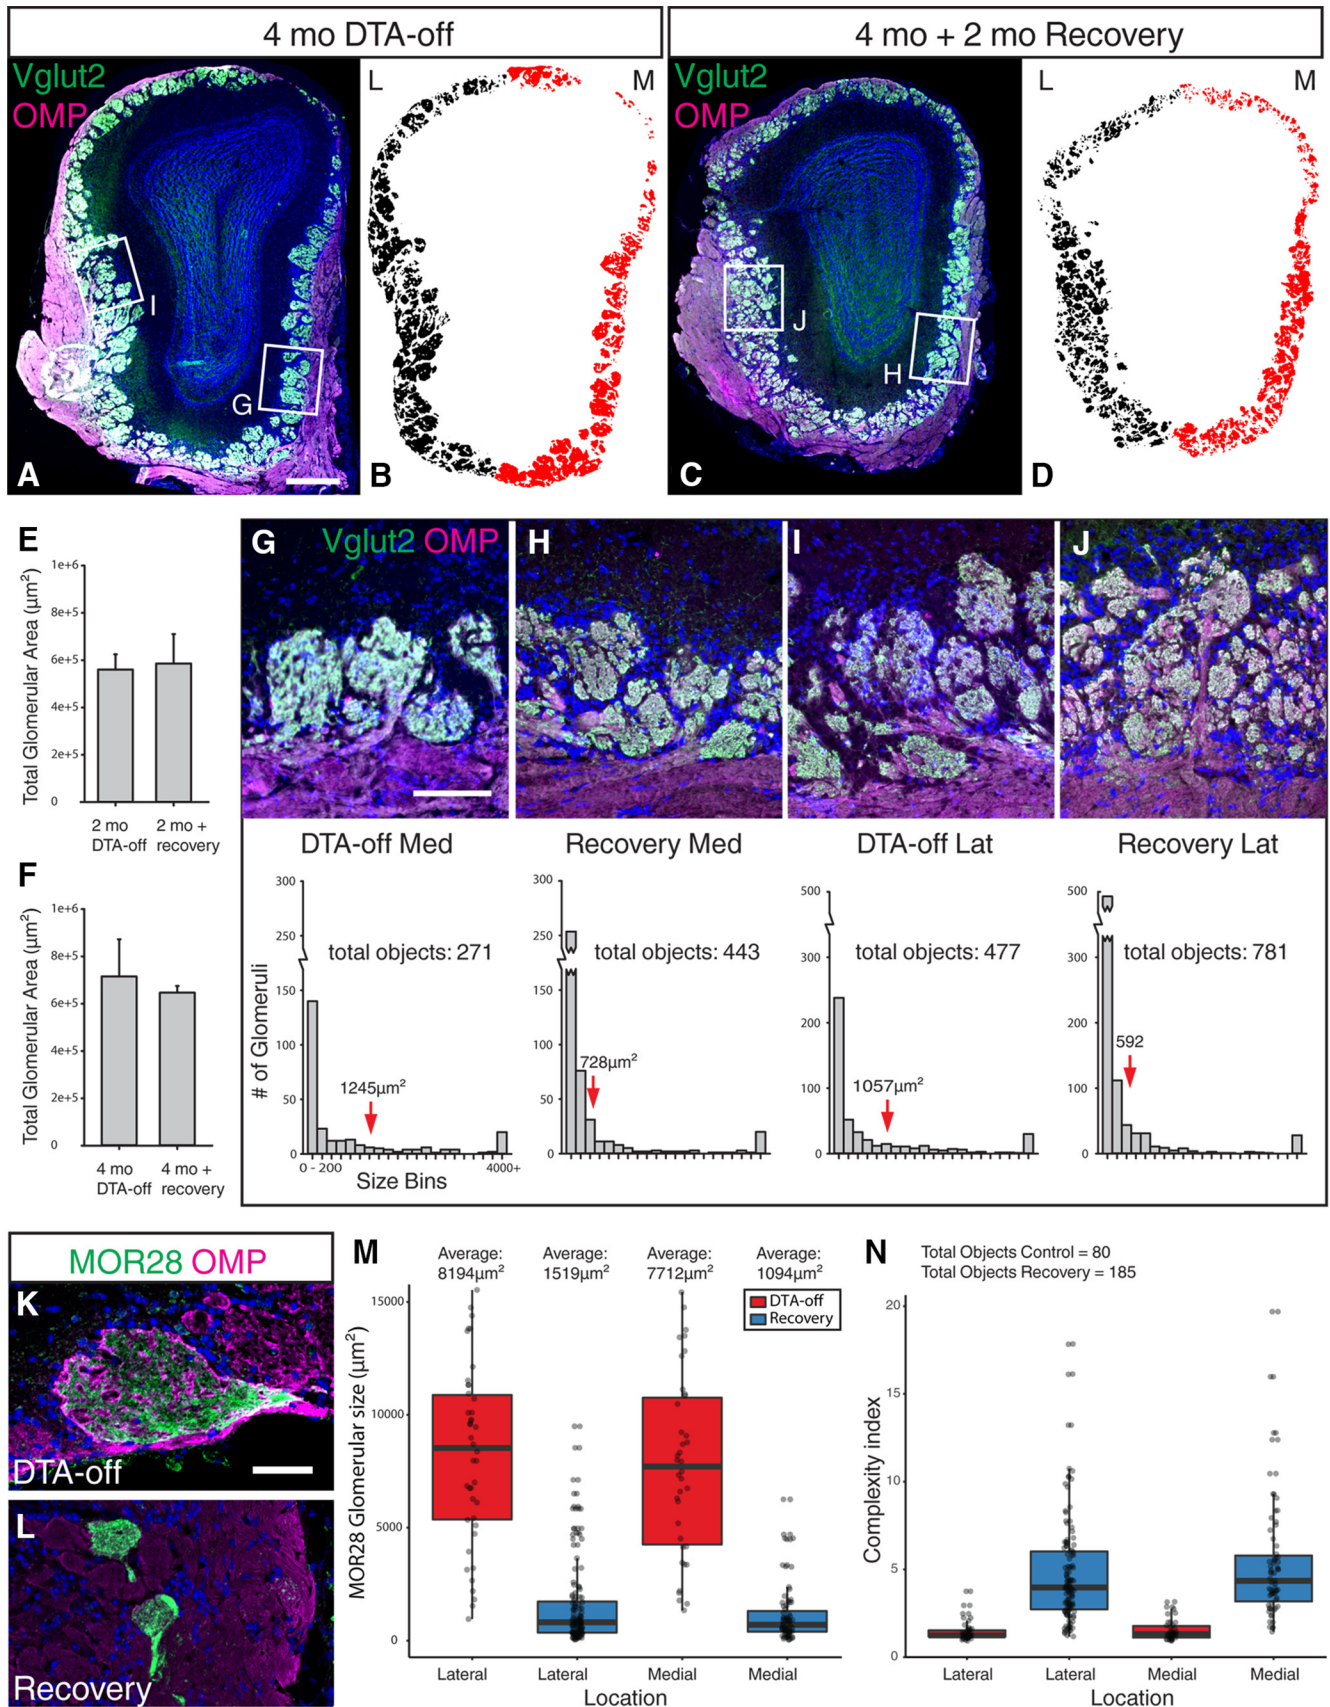 4 mo DTA-off
4 mo + 2 mo Recovery
Vglut2
OMP
I
G
A
L
M
B
Vglut2
OMP
J
H
C
L
M
D
E
Total Glomerular Area (µm²)
1e+6
8e+5
6e+5
4e+5
2e+5
0
2 mo
DTA-off
2 mo +
recovery
F
Total Glomerular Area (µm²)
1e+6
8e+5
6e+5
4e+5
2e+5
0
4 mo
DTA-off
4 mo +
recovery
G
Vglut2 OMP
H
I
J
DTA-off Med
Recovery Med
DTA-off Lat
Recovery Lat
# of Glomeruli
300
250
150
100
50
0
total objects: 271
1245µm²
0 - 200
4000+
Size Bins
300
250
150
100
50
0
total objects: 443
728µm²
500
300
200
100
0
total objects: 477
1057µm²
500
300
200
100
0
total objects: 781
592
MOR28 OMP
K
DTA-off
L
Recovery
M
Average:
8194µm²
Average:
1519µm²
Average:
7712µm²
Average:
1094µm²
DTA-off
Recovery
MOR28 Glomerular size (µm²)
15000
10000
5000
0
Lateral
Lateral
Medial
Medial
Location
N
Total Objects Control = 80
Total Objects Recovery = 185
Complexity index
20
15
10
5
0
Lateral
Lateral
Medial
Medial
Location